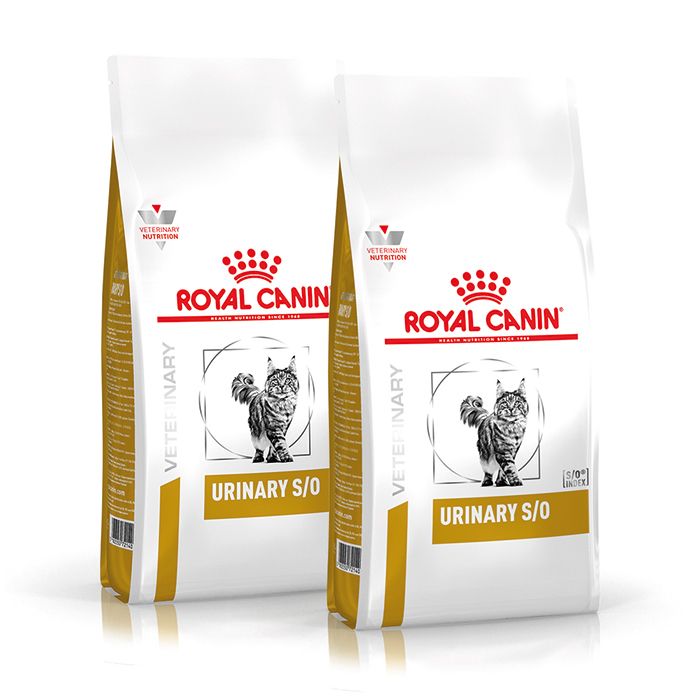 VETERINARY
NUTRITION
ROYAL CANIN
HEALTH NUTRITION SINCE 1968
VETERINARY
URINARY S/O
VETERINARY
NUTRITION
ROYAL CANIN®
HEALTH NUTRITION SINCE 1968
VETERINARY
S/O®
INDEX
URINARY S/O